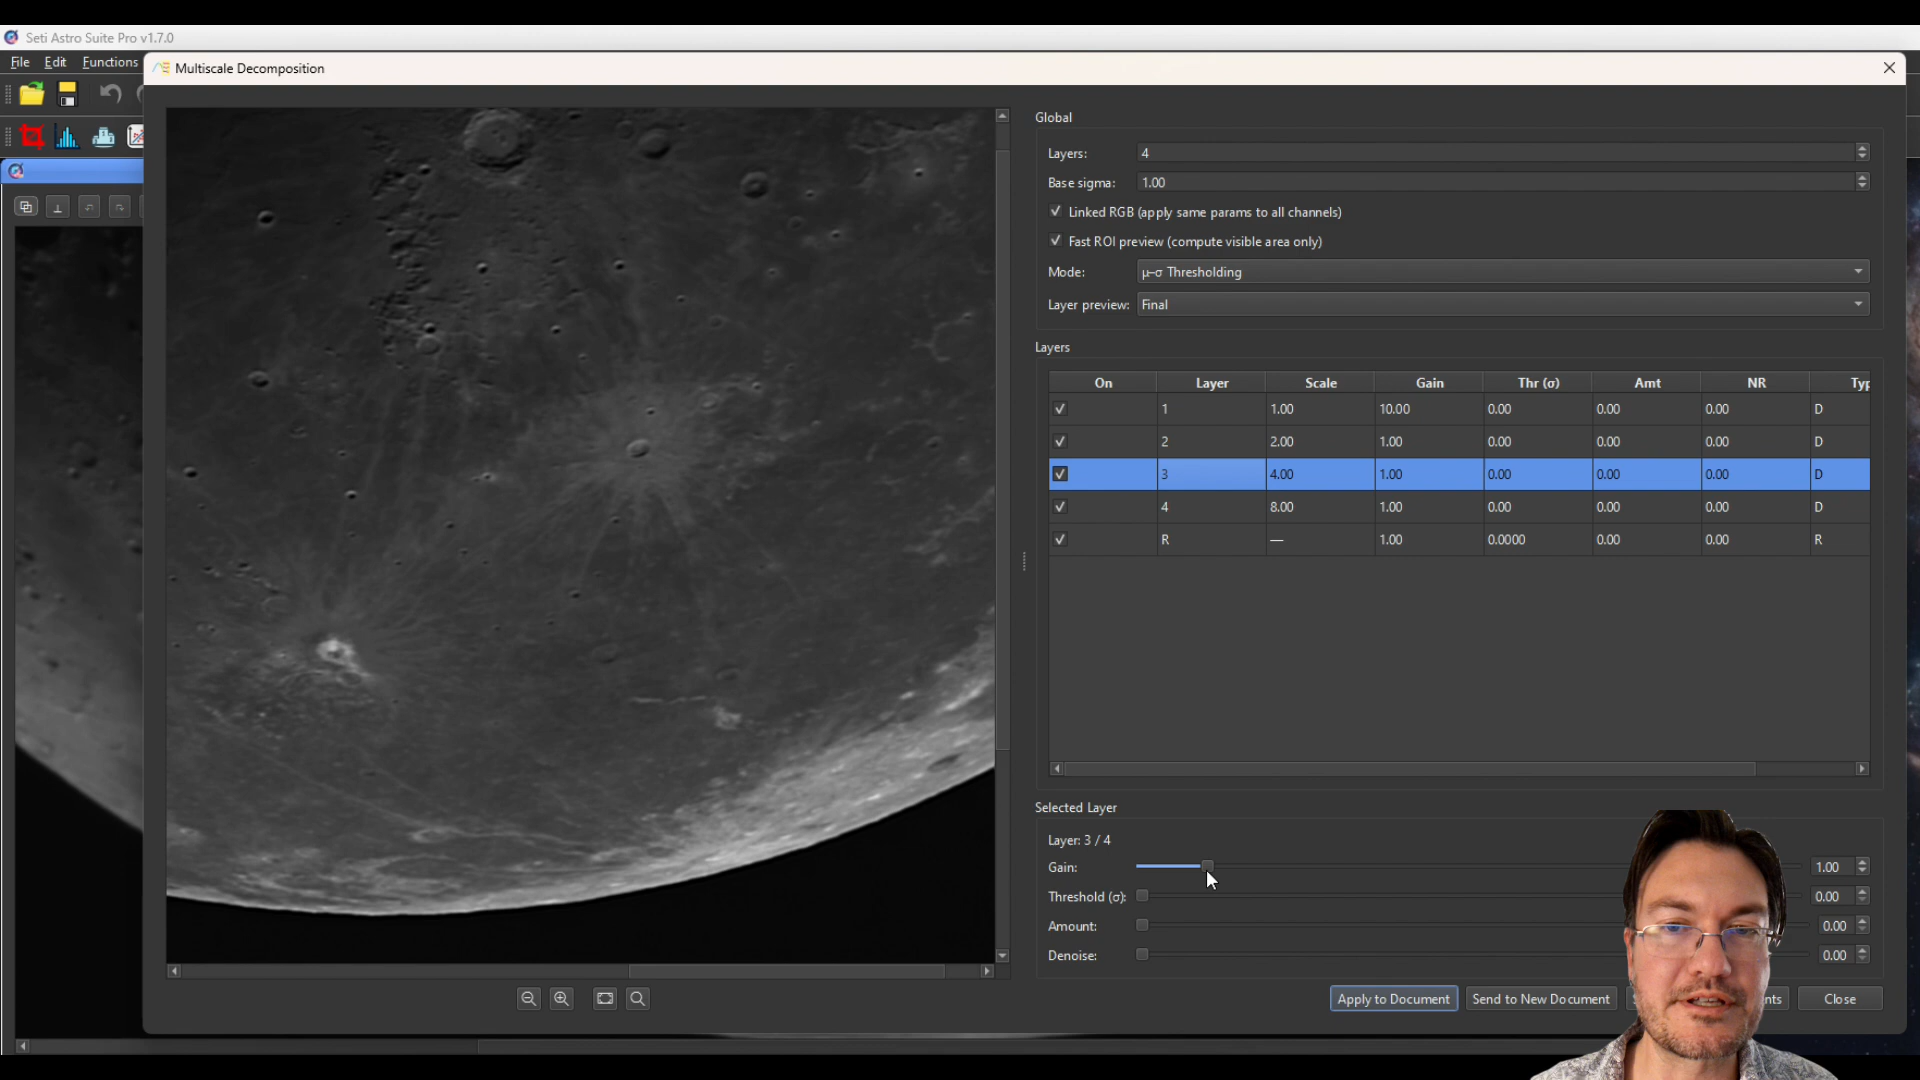 Seti Astro Suite Pro v1.7.0
File Edit Functions
Multiscale Decomposition
Global
Layers: 4
Base sigma: 1.00
Linked RGB (apply same params to all channels)
Fast ROI preview (compute visible area only)
Mode: μ–σ Thresholding
Layer preview: Final
Layers
On Layer Scale Gain Thr (σ) Amt NR Typ
1 1.00 10.00 0.00 0.00 0.00 D
2 2.00 1.00 0.00 0.00 0.00 D
3 4.00 1.00 0.00 0.00 0.00 D
4 8.00 1.00 0.00 0.00 0.00 D
R — 1.00 0.0000 0.00 0.00 R
Selected Layer
Layer: 3 / 4
Gain: 1.00
Threshold (σ): 0.00
Amount: 0.00
Denoise: 0.00
Apply to Document Send to New Document Close